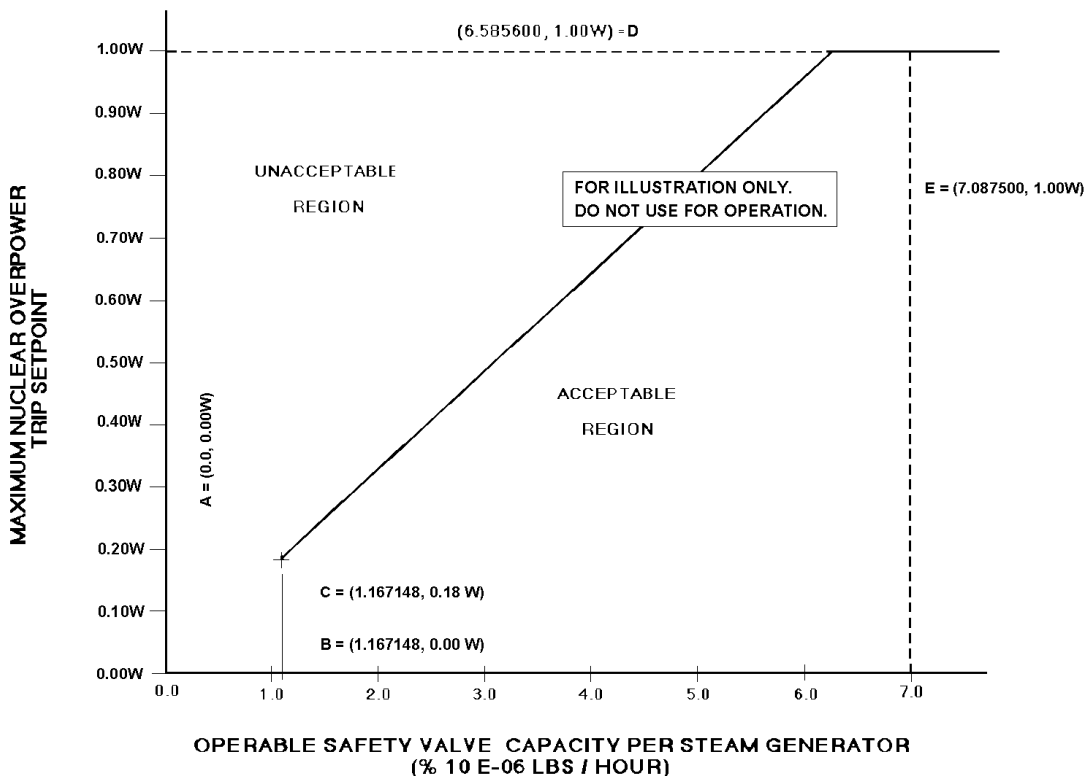 (6.585600, 1.00W) = D
1.00W
0.90W
0.80W
0.70W
0.60W
0.50W
0.40W
0.30W
0.20W
0.10W
0.00W
MAXIMUM NUCLEAR OVERPOWER
TRIP SETPOINT
UNACCEPTABLE
REGION
FOR ILLUSTRATION ONLY.
DO NOT USE FOR OPERATION.
E = (7.087500, 1.00W)
ACCEPTABLE
REGION
A = (0.0, 0.00W)
C = (1.167148, 0.18 W)
B = (1.167148, 0.00 W)
0.0
1.0
2.0
3.0
4.0
5.0
6.0
7.0
OPERABLE SAFETY VALVE CAPACITY PER STEAM GENERATOR
(% 10 E-06 LBS / HOUR)